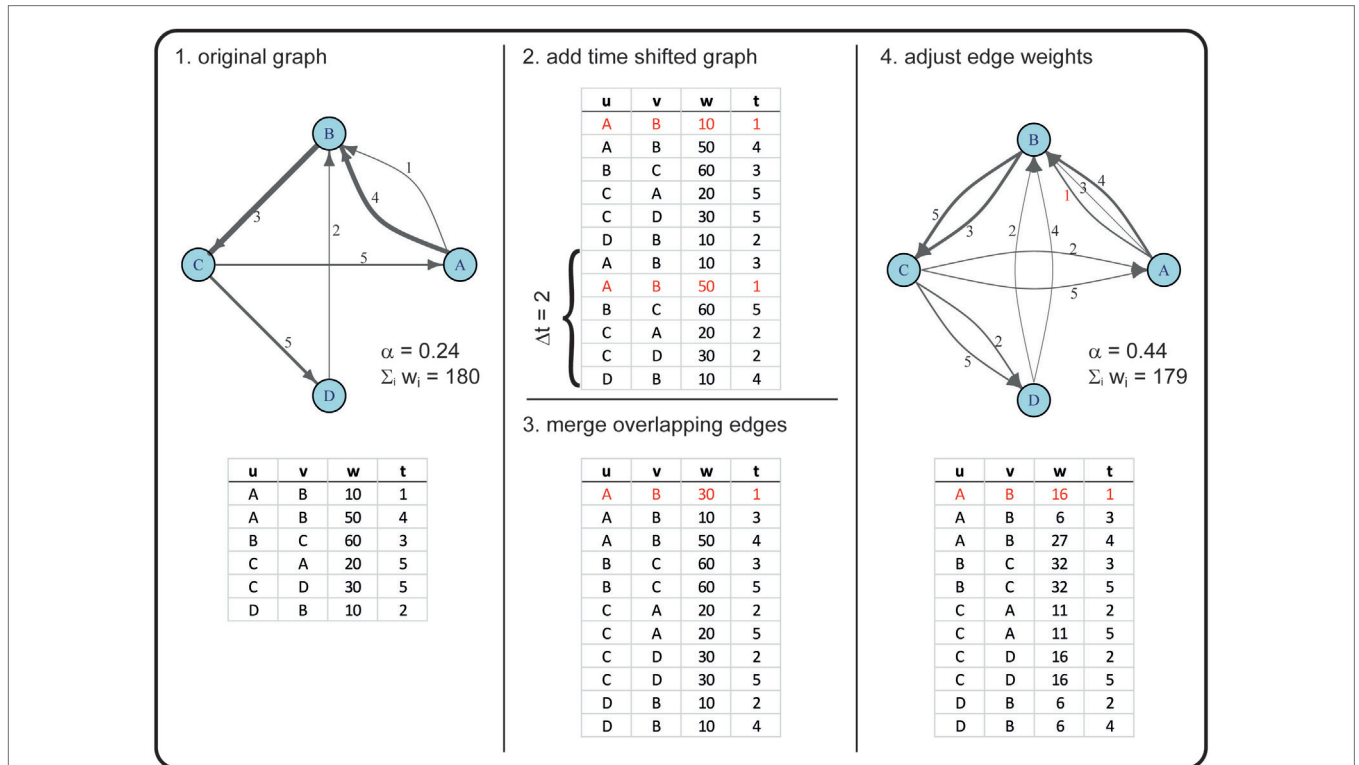 1. original graph
B
1
4
3
2
C
5
A
5
α = 0.24
Σᵢ wᵢ = 180
D
u v w t
A B 10 1
A B 50 4
B C 60 3
C A 20 5
C D 30 5
D B 10 2
2. add time shifted graph
u v w t
A B 10 1
A B 50 4
B C 60 3
C A 20 5
C D 30 5
D B 10 2
Δt = 2
A B 10 3
A B 50 1
B C 60 5
C A 20 2
C D 30 2
D B 10 4
3. merge overlapping edges
u v w t
A B 30 1
A B 10 3
A B 50 4
B C 60 3
B C 60 5
C A 20 2
C A 20 5
C D 30 2
C D 30 5
D B 10 2
D B 10 4
4. adjust edge weights
B
4
3
1
5
3
2
4
2
C
A
5
2
5
α = 0.44
Σᵢ wᵢ = 179
D
u v w t
A B 16 1
A B 6 3
A B 27 4
B C 32 3
B C 32 5
C A 11 2
C A 11 5
C D 16 2
C D 16 5
D B 6 2
D B 6 4